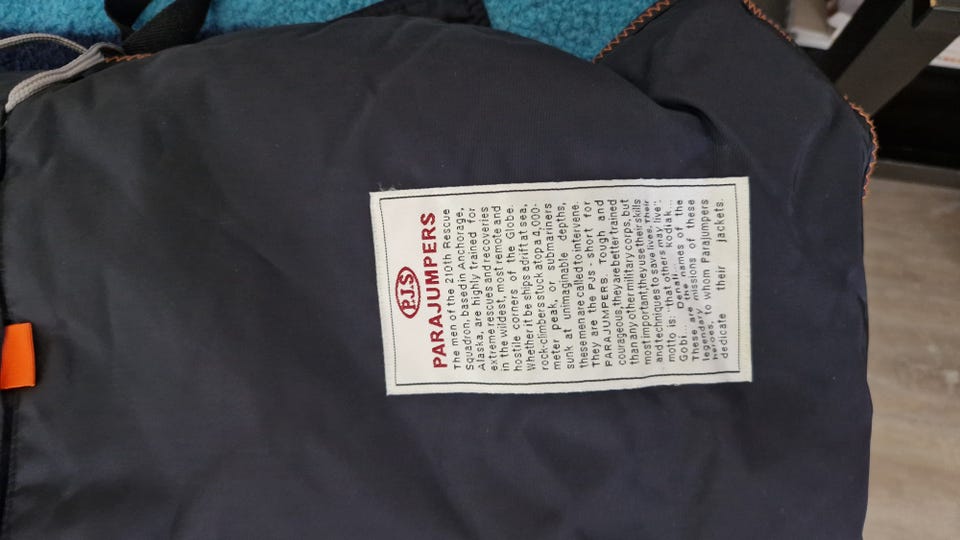 P.J.S
PARAJUMPERS
The men of the 210th Rescue
Squadron, based in Anchorage,
Alaska, are highly trained for
extreme rescues and recoveries
in the wildest, most remote and
hostile corners of the Globe.
Whether it be ships adrift at sea,
rock-climbers stuck atop a 4,000-
meter peak, or submariners
sunk at unimaginable depths,
these men are called to intervene.
They are the PJs - short for
PARAJUMPERS. Tough and
courageous, they are better trained
than any other military corps, but
most important, they use their skills
and techniques to save lives. Their
motto is: "that others may live".
Gobi... Denali... Kodiak...
These are the names of the
legendary missions of these
heroes, to whom Parajumpers
dedicate their jackets.